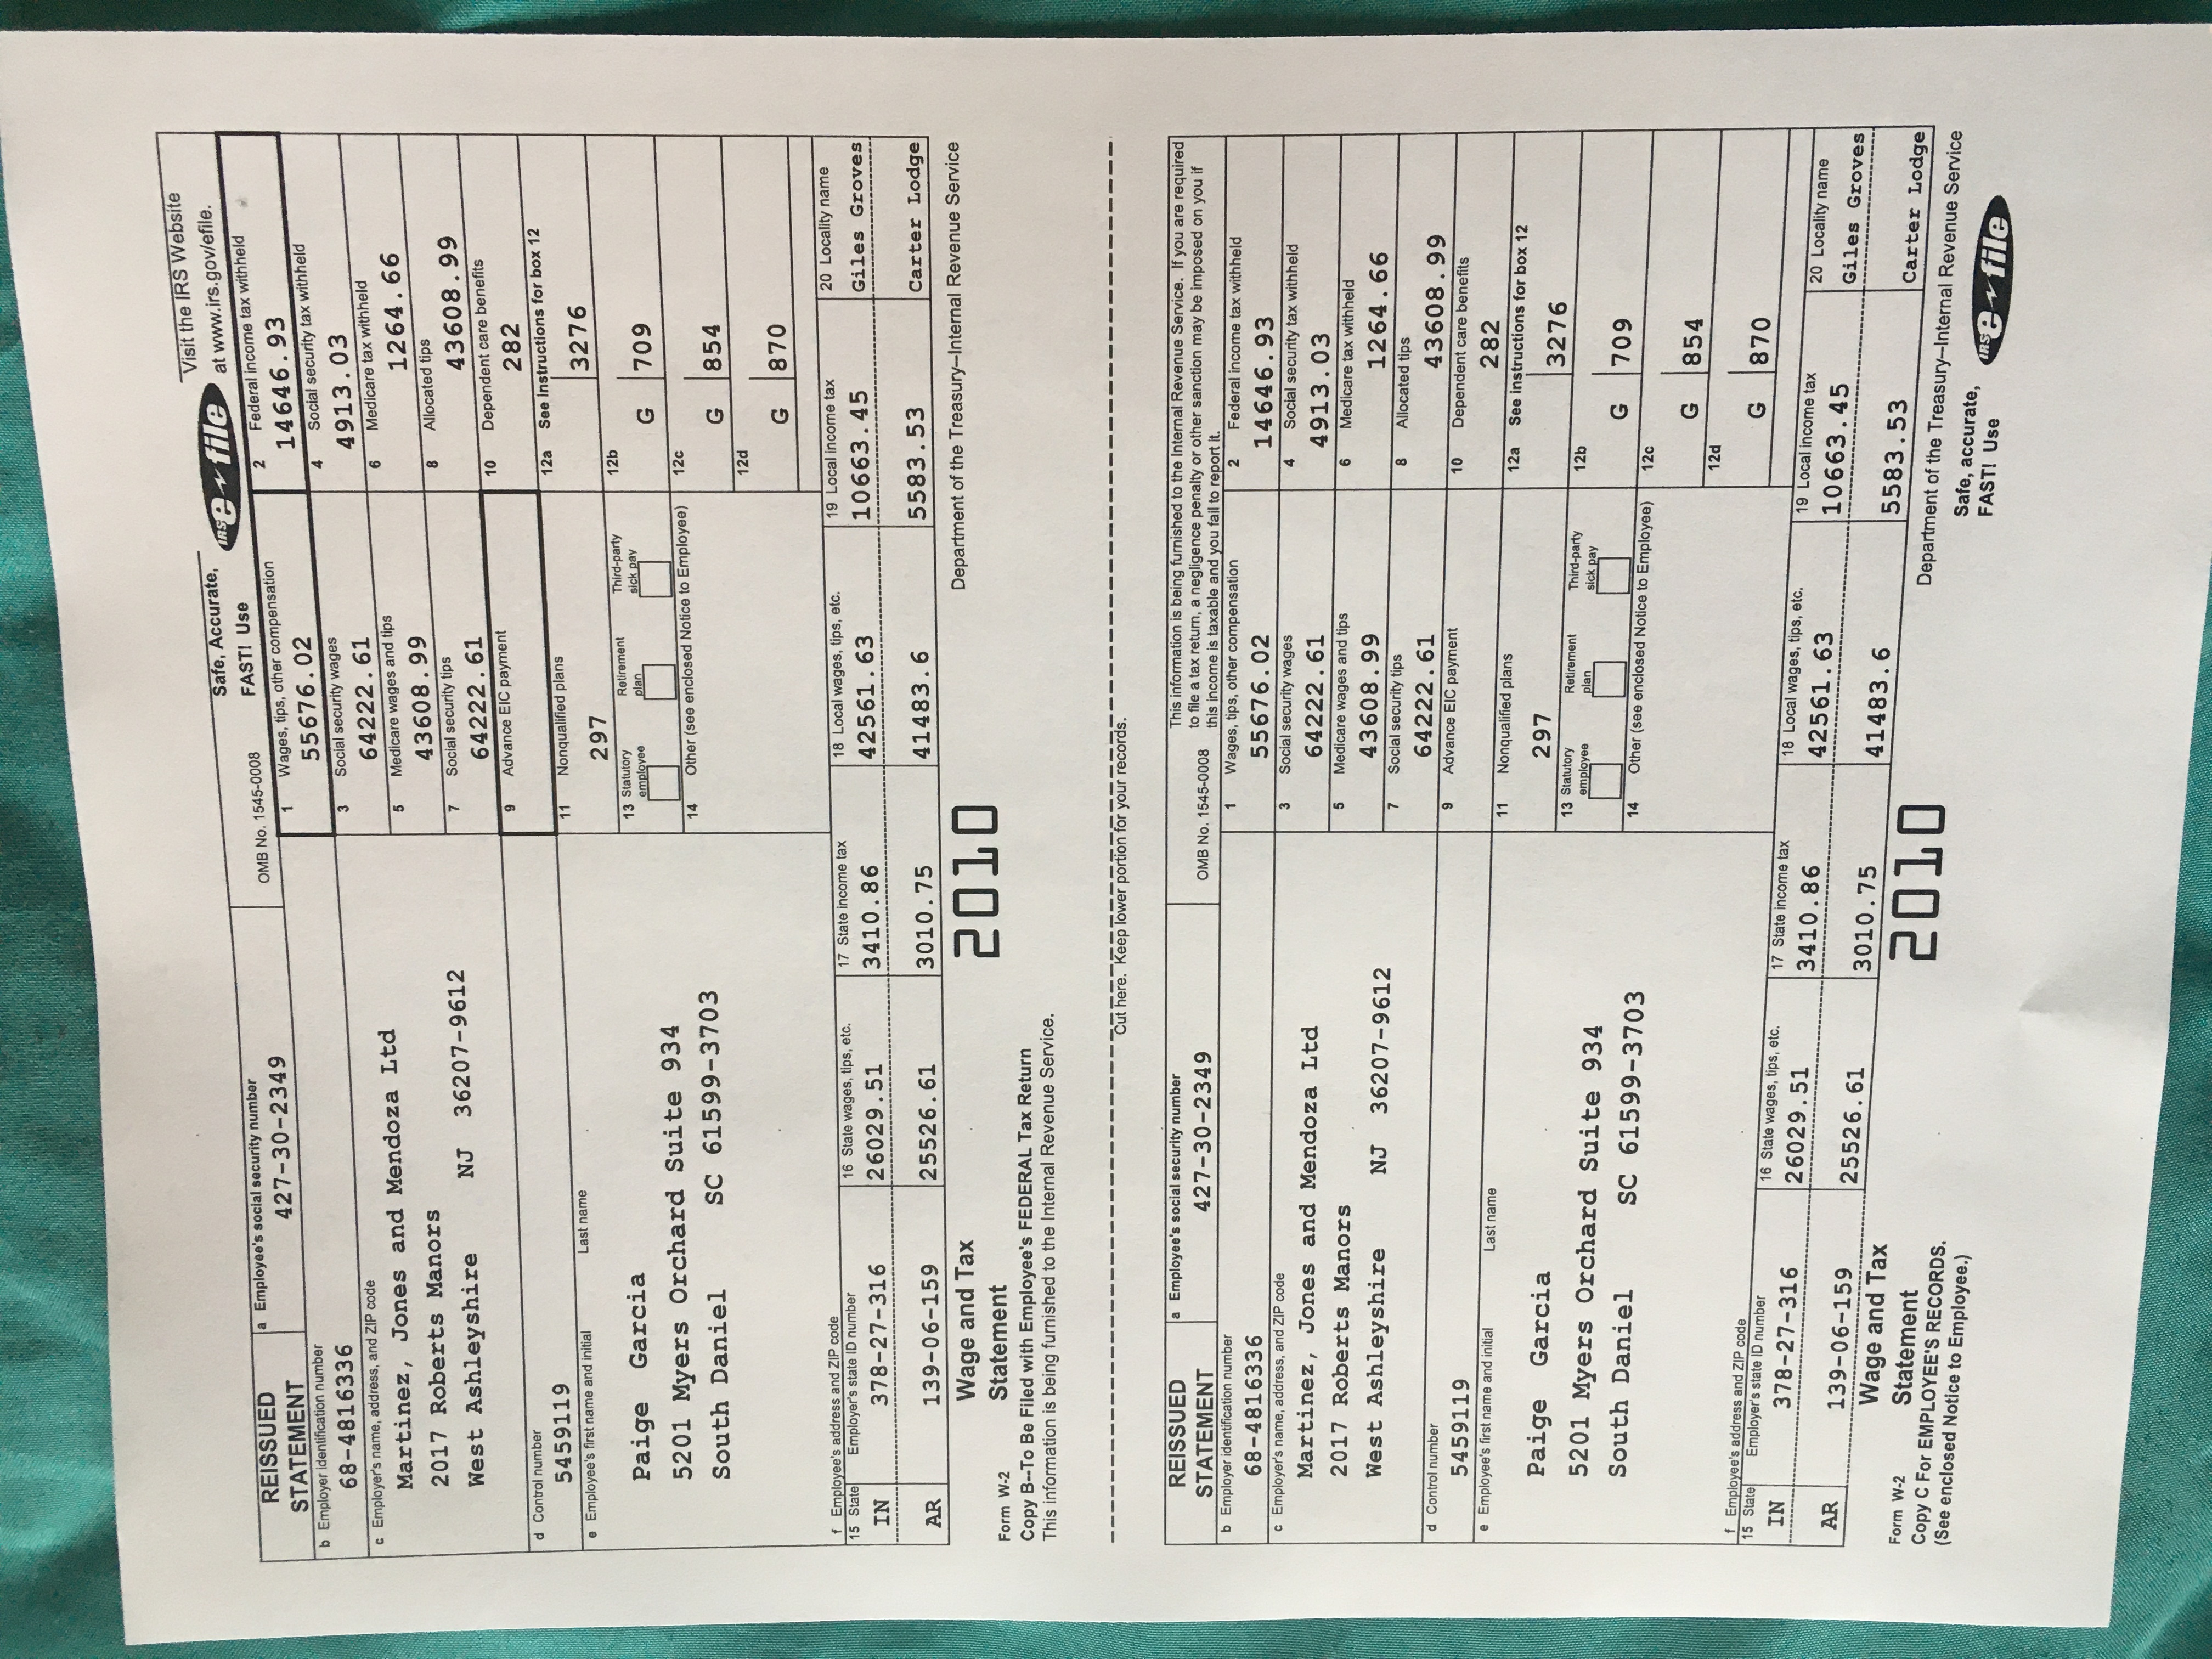 Safe, Accurate,
FAST! Use
IRS e-file
Visit the IRS Website
at www.irs.gov/efile.
REISSUED
STATEMENT
a Employee's social security number
427-30-2349
OMB No. 1545-0008
1 Wages, tips, other compensation
55676.02
2 Federal income tax withheld
14646.93
b Employer identification number
68-4816336
3 Social security wages
64222.61
4 Social security tax withheld
4913.03
c Employer's name, address, and ZIP code
Martinez, Jones and Mendoza Ltd
2017 Roberts Manors
West Ashleyshire NJ 36207-9612
5 Medicare wages and tips
43608.99
6 Medicare tax withheld
1264.66
7 Social security tips
64222.61
8 Allocated tips
43608.99
d Control number
5459119
9 Advance EIC payment
10 Dependent care benefits
282
e Employee's first name and initial Last name
Paige Garcia
5201 Myers Orchard Suite 934
South Daniel SC 61599-3703
11 Nonqualified plans
297
12a See Instructions for box 12
3276
13 Statutory employee Retirement plan Third-party sick pay
12b
G 709
14 Other (see enclosed Notice to Employee)
12c
G 854
12d
G 870
f Employee's address and ZIP code
15 State Employer's state ID number 16 State wages, tips, etc. 17 State income tax 18 Local wages, tips, etc. 19 Local income tax 20 Locality name
IN 378-27-316 26029.51 3410.86 42561.63 10663.45 Giles Groves
AR 139-06-159 25526.61 3010.75 41483.6 5583.53 Carter Lodge
Wage and Tax
Form W-2 Statement
2010
Department of the Treasury–Internal Revenue Service
Copy B--To Be Filed with Employee's FEDERAL Tax Return
This information is being furnished to the Internal Revenue Service.
Cut here. Keep lower portion for your records.
REISSUED
STATEMENT
a Employee's social security number
427-30-2349
OMB No. 1545-0008
This information is being furnished to the Internal Revenue Service. If you are required
to file a tax return, a negligence penalty or other sanction may be imposed on you if
this income is taxable and you fail to report it.
b Employer identification number
68-4816336
1 Wages, tips, other compensation
55676.02
2 Federal income tax withheld
14646.93
c Employer's name, address, and ZIP code
Martinez, Jones and Mendoza Ltd
2017 Roberts Manors
West Ashleyshire NJ 36207-9612
3 Social security wages
64222.61
4 Social security tax withheld
4913.03
5 Medicare wages and tips
43608.99
6 Medicare tax withheld
1264.66
7 Social security tips
64222.61
8 Allocated tips
43608.99
d Control number
5459119
9 Advance EIC payment
10 Dependent care benefits
282
e Employee's first name and initial Last name
Paige Garcia
5201 Myers Orchard Suite 934
South Daniel SC 61599-3703
11 Nonqualified plans
297
12a See instructions for box 12
3276
13 Statutory employee Retirement plan Third-party sick pay
12b
G 709
14 Other (see enclosed Notice to Employee)
12c
G 854
12d
G 870
f Employee's address and ZIP code
15 State Employer's state ID number 16 State wages, tips, etc. 17 State income tax 18 Local wages, tips, etc. 19 Local income tax 20 Locality name
IN 378-27-316 26029.51 3410.86 42561.63 10663.45 Giles Groves
AR 139-06-159 25526.61 3010.75 41483.6 5583.53 Carter Lodge
Wage and Tax
Form W-2 Statement
2010
Department of the Treasury–Internal Revenue Service
Copy C For EMPLOYEE'S RECORDS.
(See enclosed Notice to Employee.)
Safe, accurate,
FAST! Use
IRS e-file